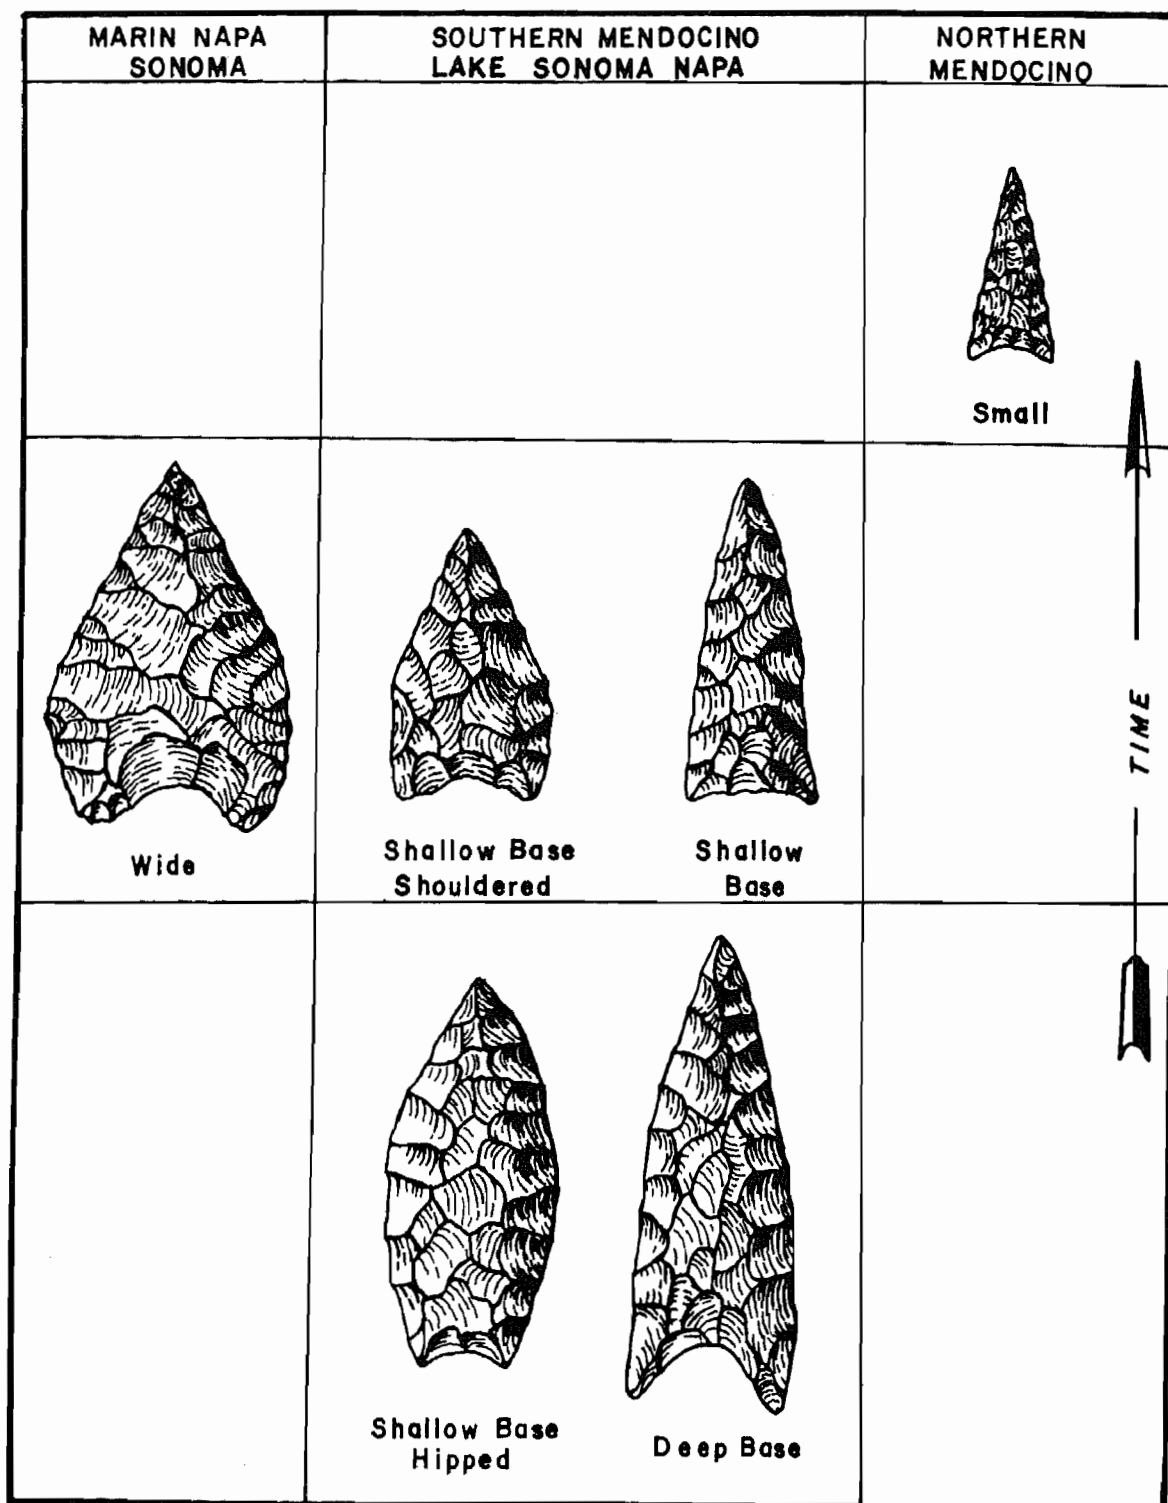 MARIN NAPA
SONOMA
SOUTHERN MENDOCINO
LAKE SONOMA NAPA
NORTHERN
MENDOCINO
Small
Wide
Shallow Base
Shouldered
Shallow
Base
TIME
Shallow Base
Hipped
Deep Base